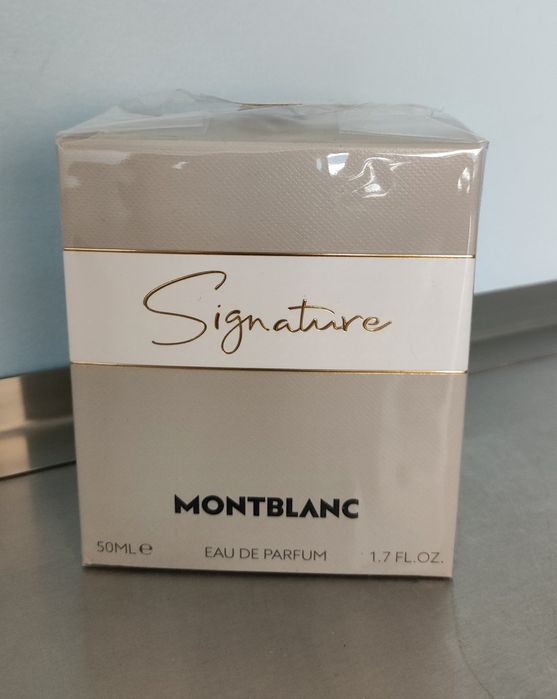 Signature
MONTBLANC
50ML ℮ EAU DE PARFUM 1.7 FL.OZ.